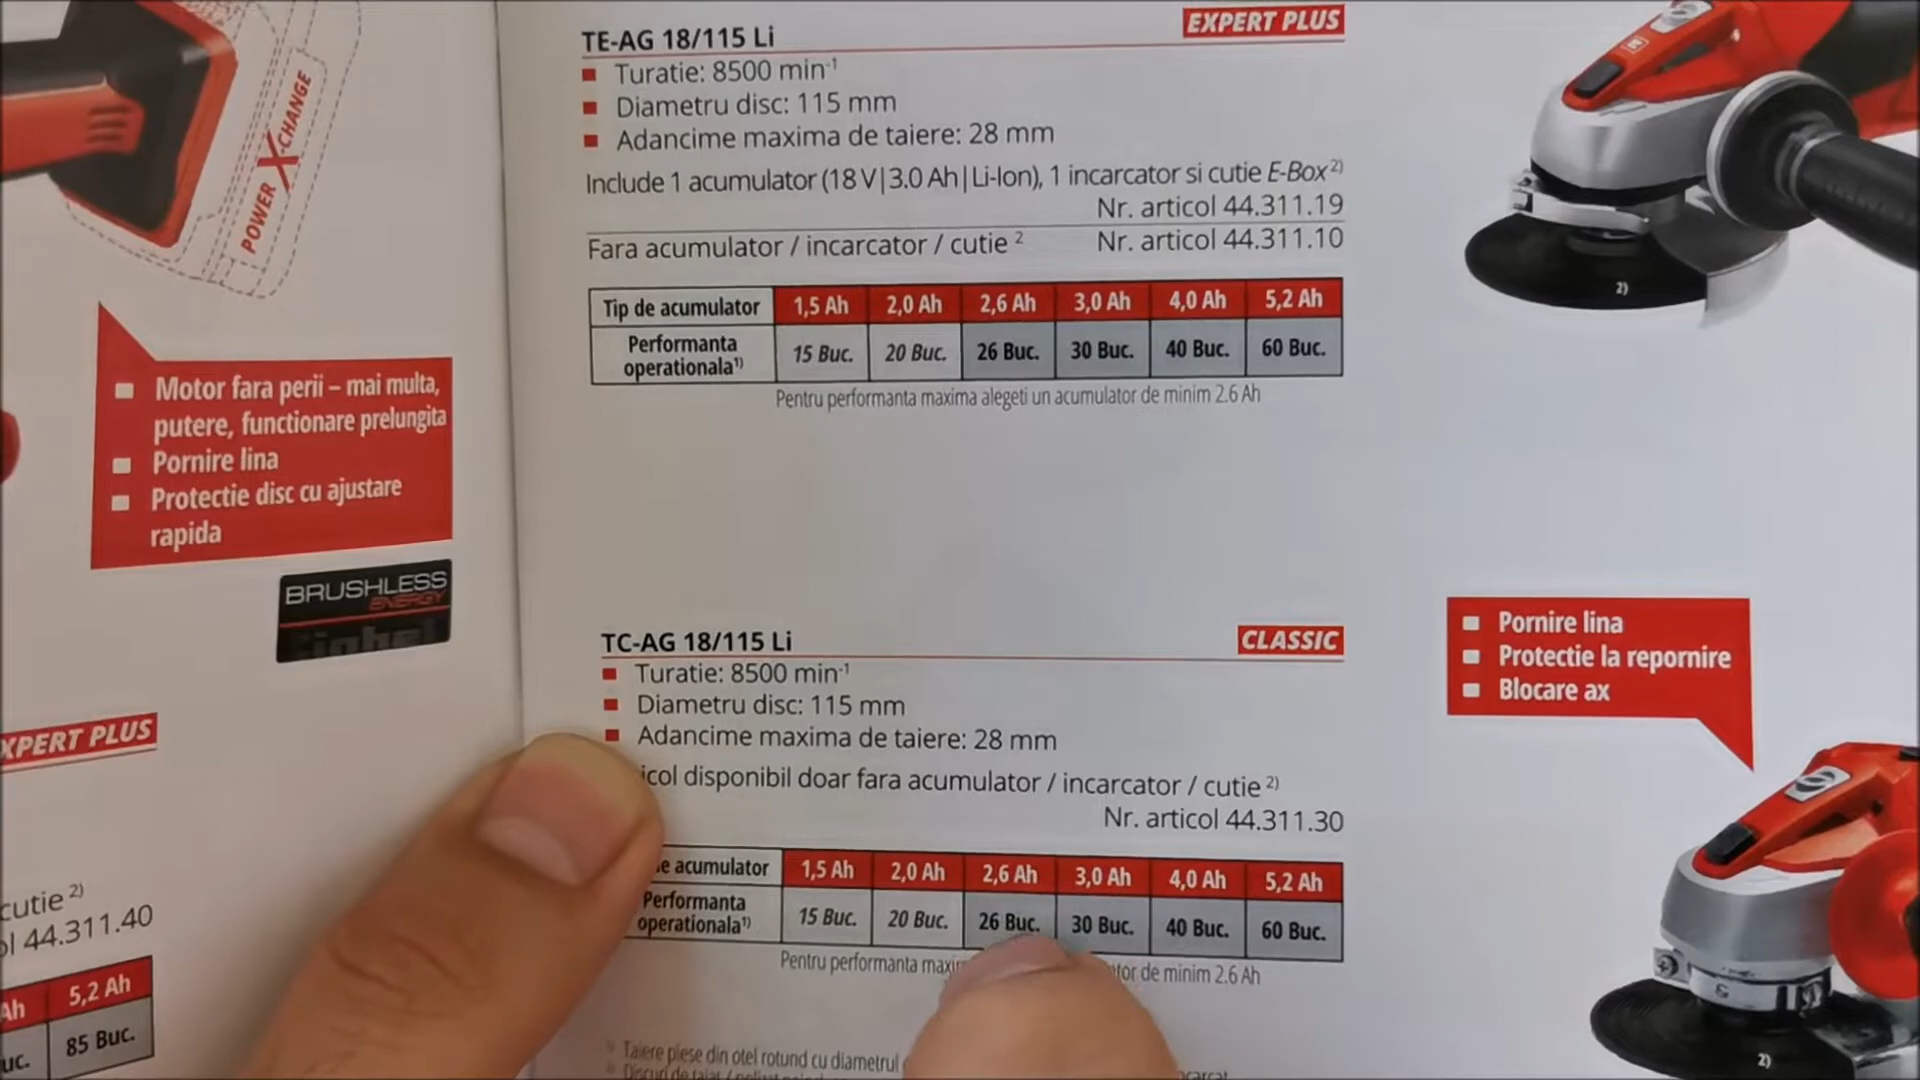 POWER X-CHANGE
Motor fara perii – mai multa,
putere, functionare prelungita
Pornire lina
Protectie disc cu ajustare
rapida
BRUSHLESS
ENERGY
Einhell
XPERT PLUS
cutie 2)
44.311.40
Ah 5,2 Ah
uc. 85 Buc.
TE-AG 18/115 Li EXPERT PLUS
Turatie: 8500 min-1
Diametru disc: 115 mm
Adancime maxima de taiere: 28 mm
Include 1 acumulator (18 V|3.0 Ah|Li-Ion), 1 incarcator si cutie E-Box 2)
Nr. articol 44.311.19
Fara acumulator / incarcator / cutie 2 Nr. articol 44.311.10
Tip de acumulator 1,5 Ah 2,0 Ah 2,6 Ah 3,0 Ah 4,0 Ah 5,2 Ah
Performanta
operationala1) 15 Buc. 20 Buc. 26 Buc. 30 Buc. 40 Buc. 60 Buc.
Pentru performanta maxima alegeti un acumulator de minim 2.6 Ah
2)
TC-AG 18/115 Li CLASSIC
Turatie: 8500 min-1
Diametru disc: 115 mm
Adancime maxima de taiere: 28 mm
icol disponibil doar fara acumulator / incarcator / cutie 2)
Nr. articol 44.311.30
e acumulator 1,5 Ah 2,0 Ah 2,6 Ah 3,0 Ah 4,0 Ah 5,2 Ah
Performanta
operationala1) 15 Buc. 20 Buc. 26 Buc. 30 Buc. 40 Buc. 60 Buc.
Pentru performanta tor de minim 2.6 Ah
Taiere piese din otel rotund cu diametrul
Pornire lina
Protectie la repornire
Blocare ax
2)